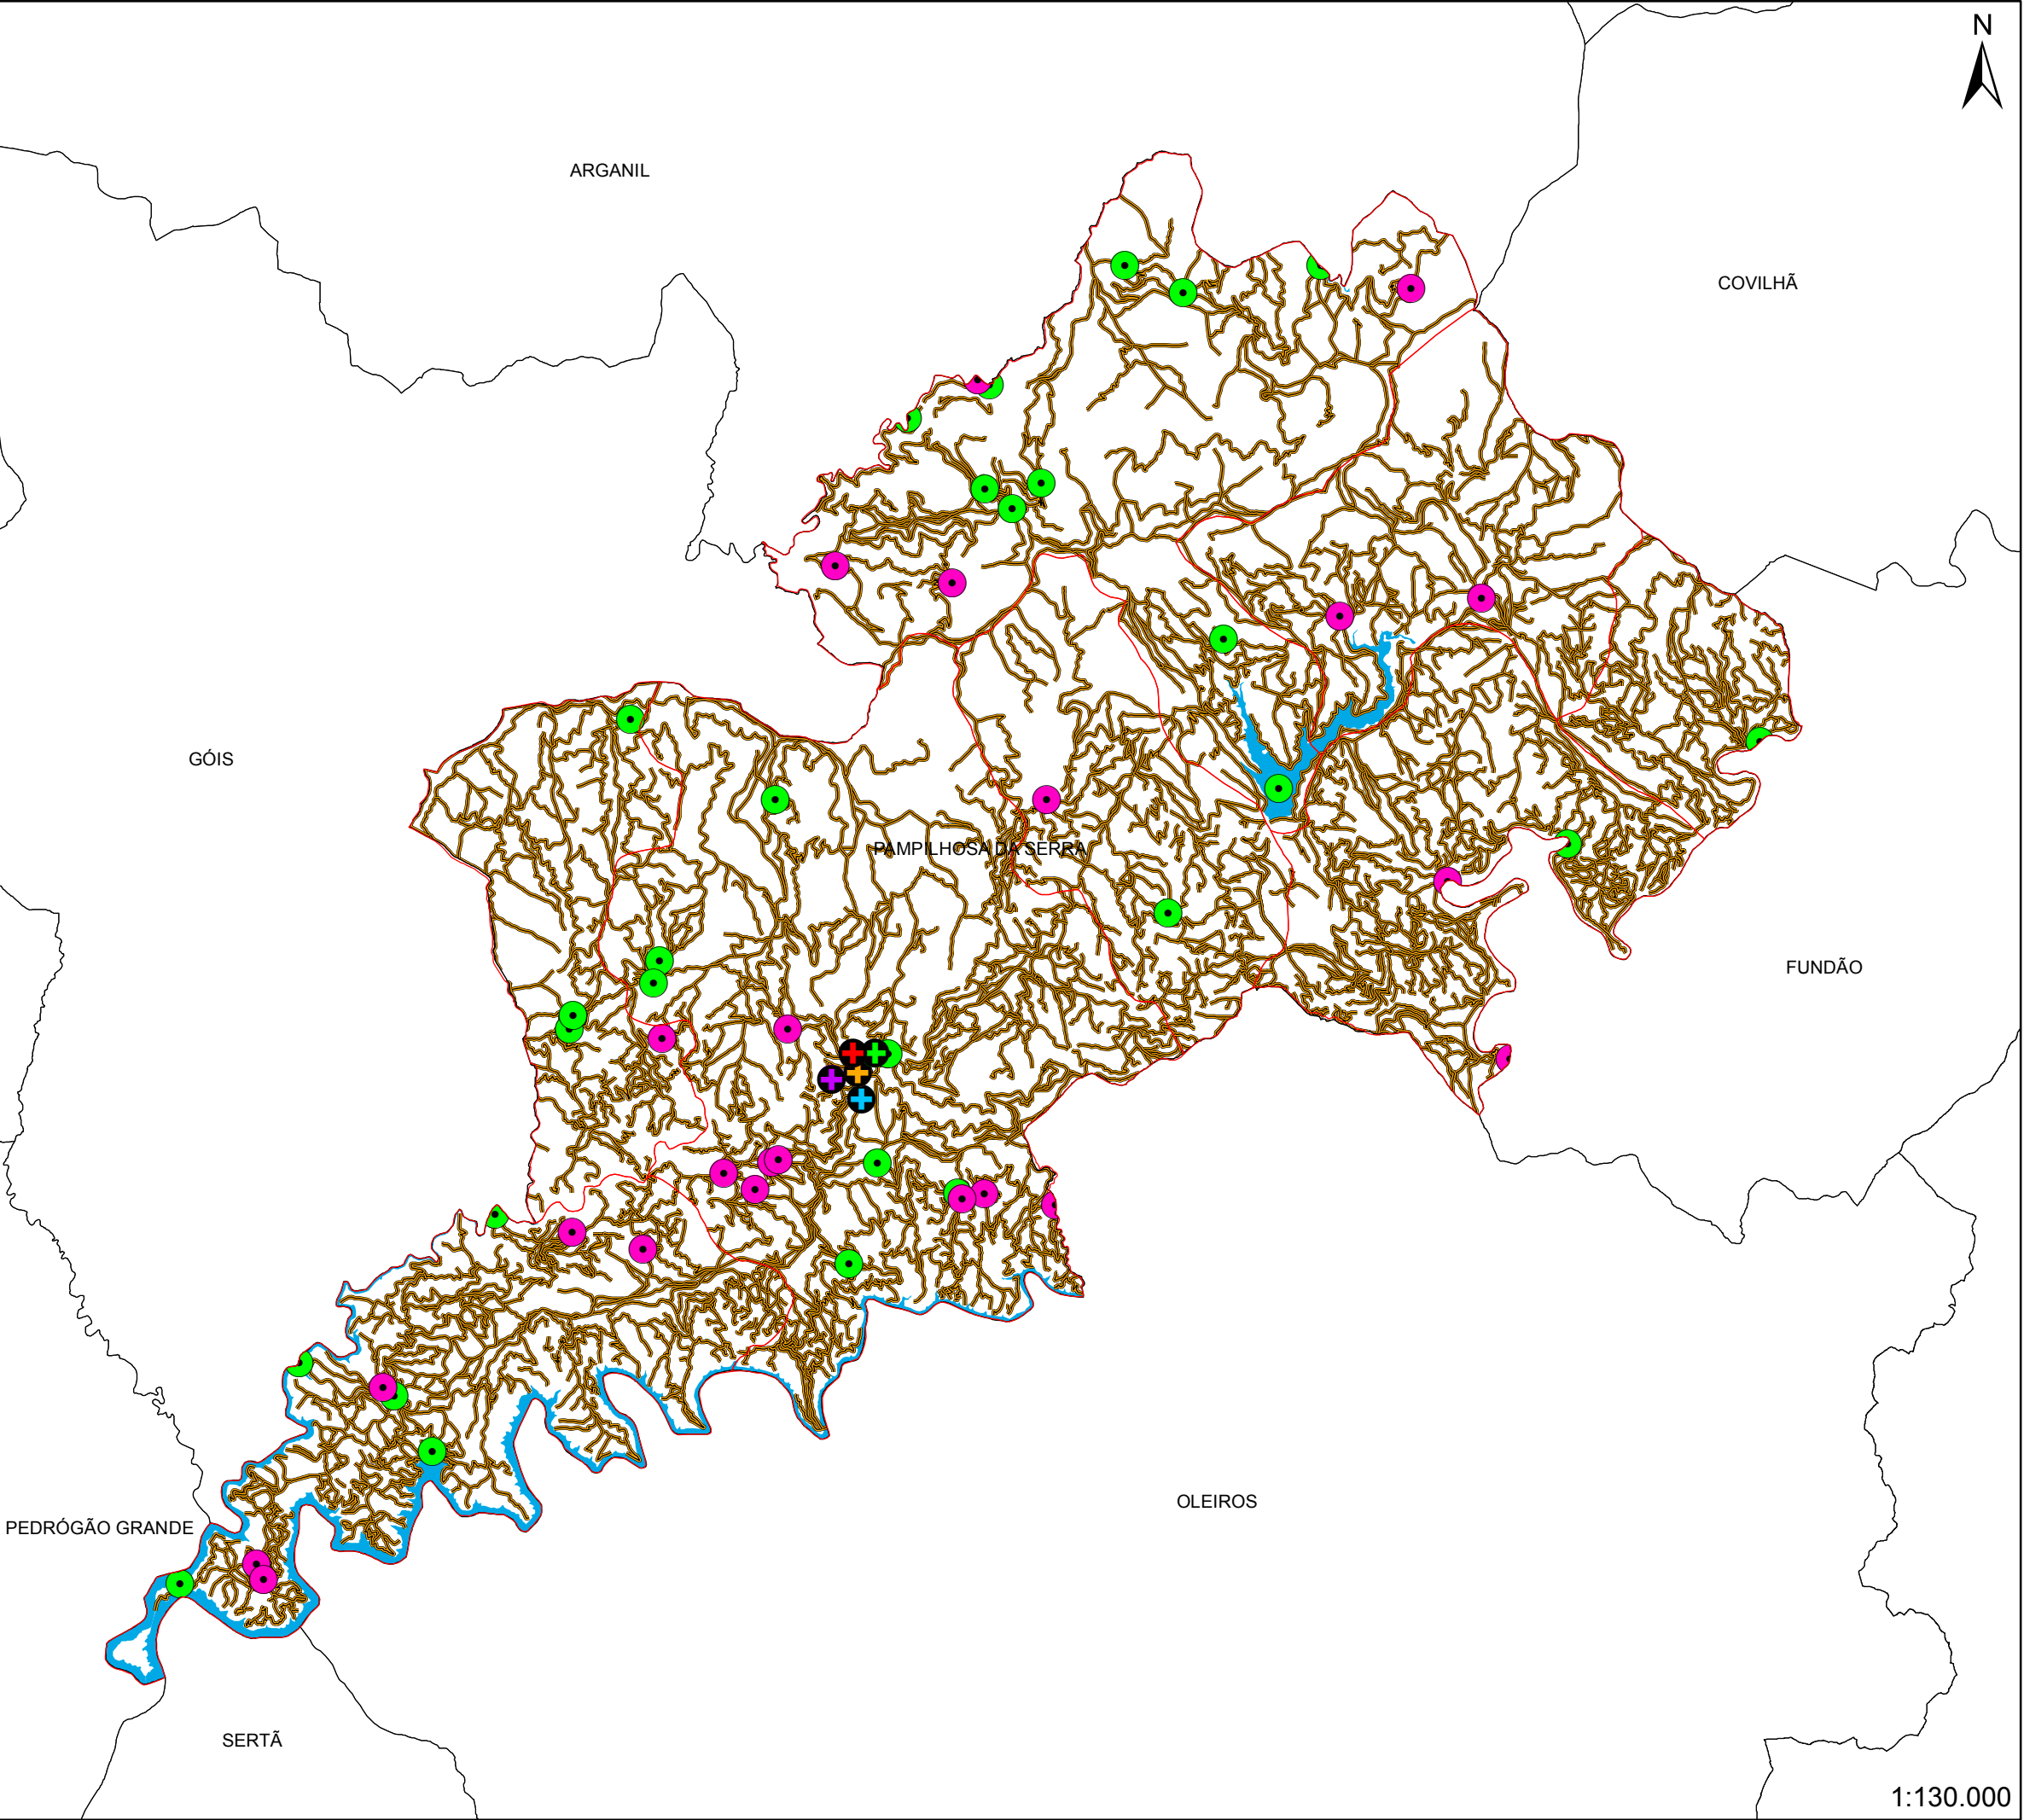 N
ARGANIL
COVILHÃ
GÓIS
PAMPILHOSA DA SERRA
FUNDÃO
OLEIROS
PEDRÓGÃO GRANDE
SERTÃ
1:130.000